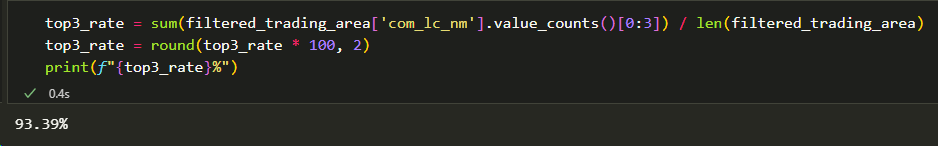 top3_rate = sum(filtered_trading_area['com_lc_nm'].value_counts()[0:3]) / len(filtered_trading_area)
top3_rate = round(top3_rate * 100, 2)
print(f"{top3_rate}%")
✓ 0.4s
93.39%